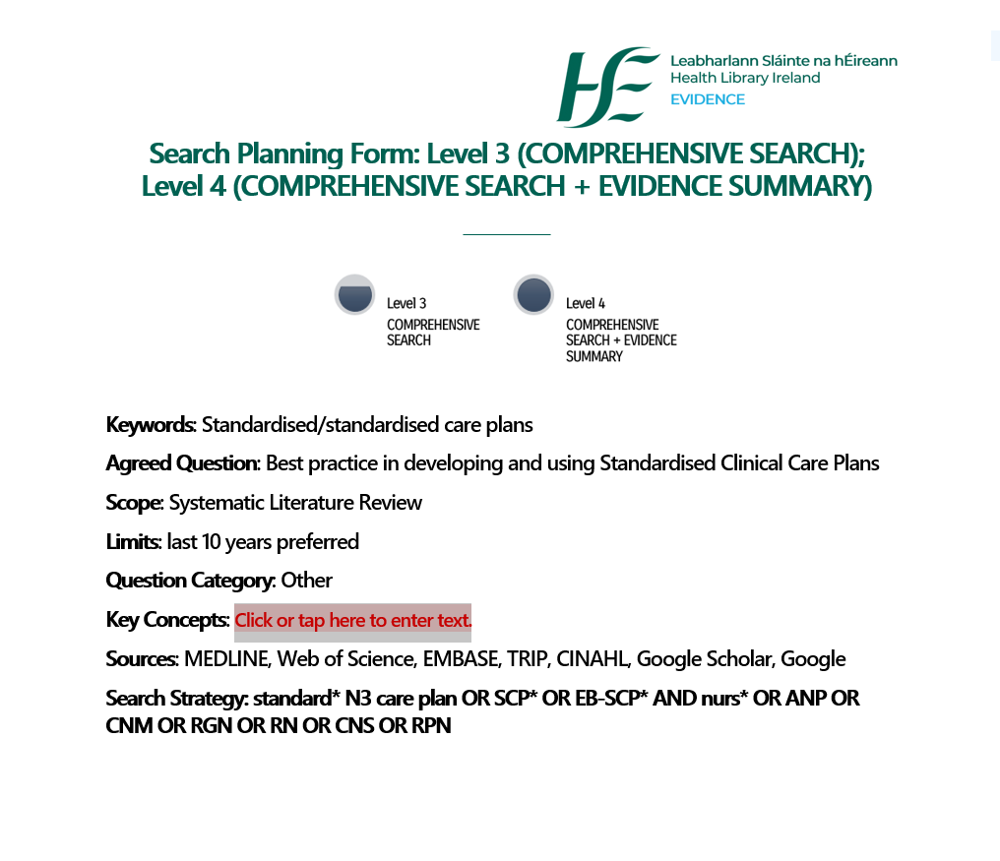 HSE
Leabharlann Sláinte na hÉireann
Health Library Ireland
EVIDENCE
Search Planning Form: Level 3 (COMPREHENSIVE SEARCH);
Level 4 (COMPREHENSIVE SEARCH + EVIDENCE SUMMARY)
Level 3
COMPREHENSIVE
SEARCH
Level 4
COMPREHENSIVE
SEARCH + EVIDENCE
SUMMARY
Keywords: Standardised/standardised care plans
Agreed Question: Best practice in developing and using Standardised Clinical Care Plans
Scope: Systematic Literature Review
Limits: last 10 years preferred
Question Category: Other
Key Concepts: Click or tap here to enter text.
Sources: MEDLINE, Web of Science, EMBASE, TRIP, CINAHL, Google Scholar, Google
Search Strategy: standard* N3 care plan OR SCP* OR EB-SCP* AND nurs* OR ANP OR
CNM OR RGN OR RN OR CNS OR RPN